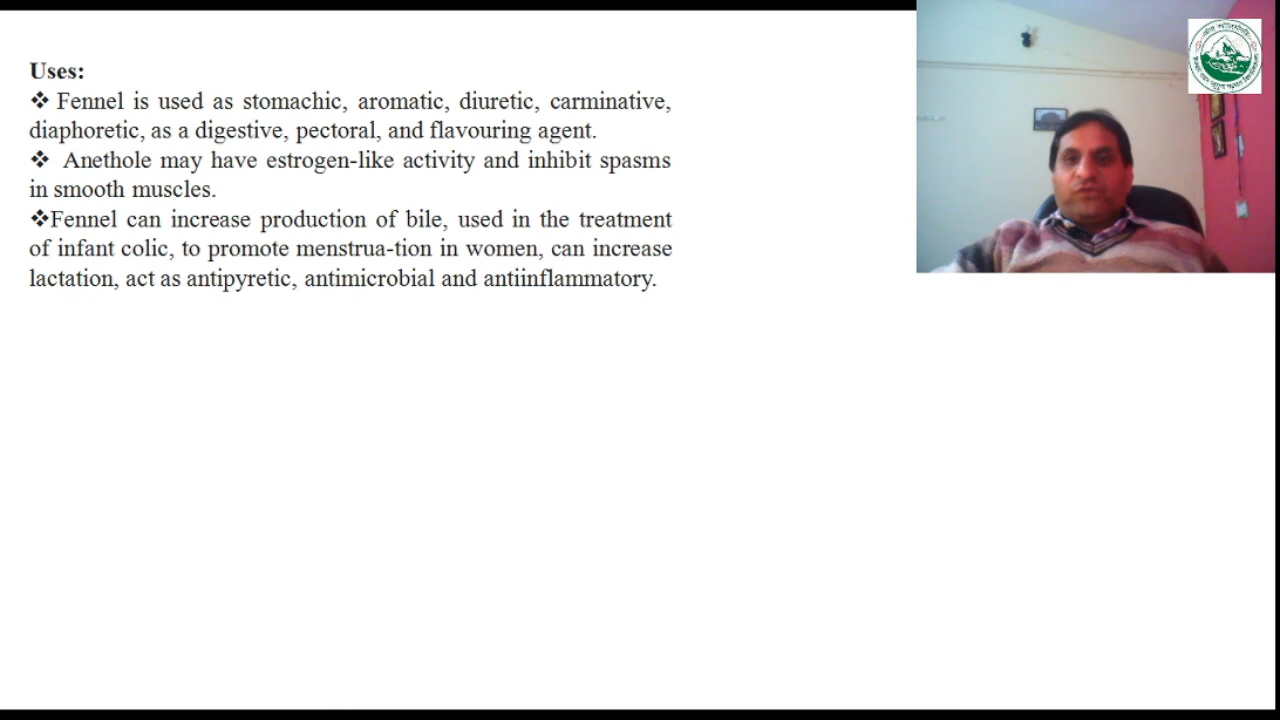 Uses:
❖ Fennel is used as stomachic, aromatic, diuretic, carminative,
diaphoretic, as a digestive, pectoral, and flavouring agent.
❖ Anethole may have estrogen-like activity and inhibit spasms
in smooth muscles.
❖Fennel can increase production of bile, used in the treatment
of infant colic, to promote menstrua-tion in women, can increase
lactation, act as antipyretic, antimicrobial and antiinflammatory.